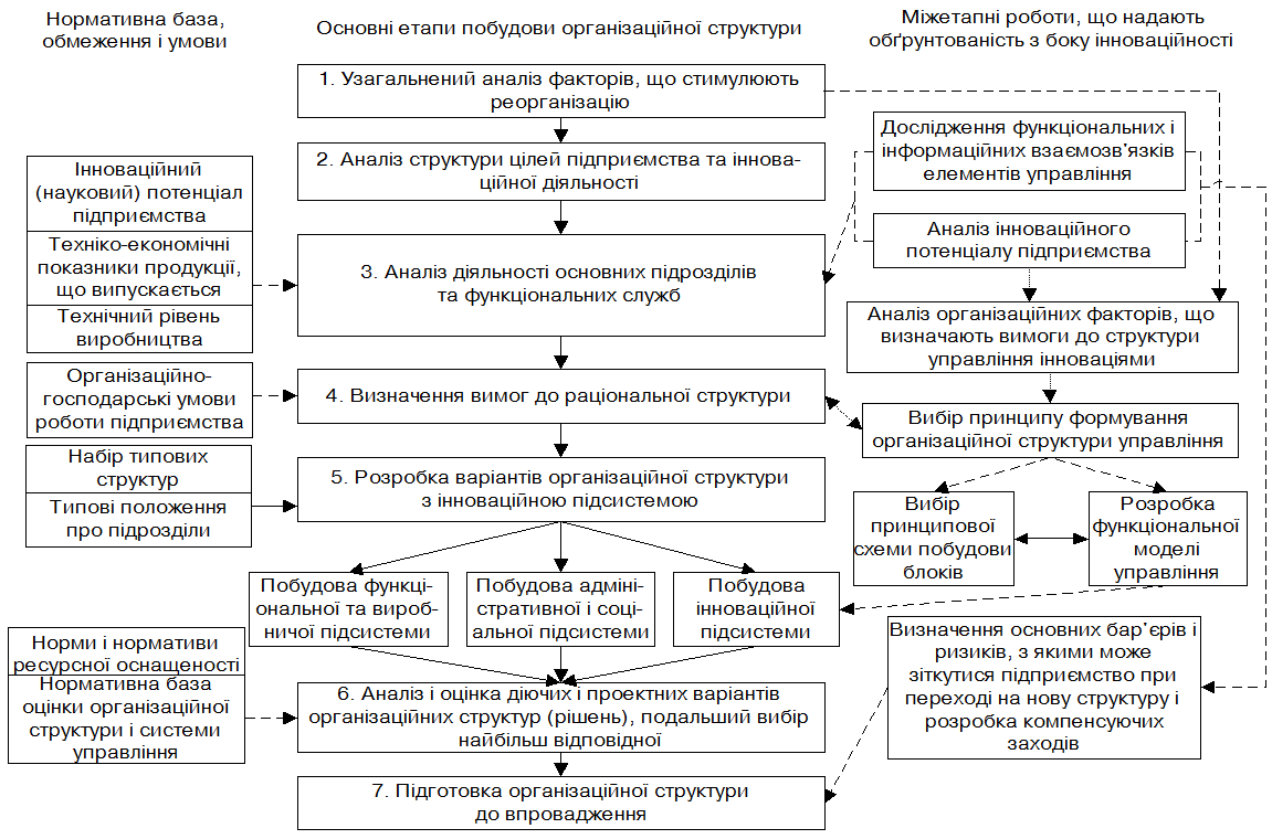 Нормативна база,
обмеження і умови
Основні етапи побудови організаційної структури
Міжетапні роботи, що надають
обґрунтованість з боку інноваційності
1. Узагальнений аналіз факторів, що стимулюють
реорганізацію
2. Аналіз структури цілей підприємства та інно-
ційної діяльності
3. Аналіз діяльності основних підрозділів
та функціональних служб
4. Визначення вимог до раціональної структури
5. Розробка варіантів організаційної структури
з інноваційною підсистемою
Побудова функці-
ональної та вироб-
ничої підсистеми
Побудова адміні-
стративної і соці-
альної підсистеми
Побудова
інноваційної
підсистеми
6. Аналіз і оцінка діючих і проектних варіантів
організаційних структур (рішень), подальший вибір
найбільш відповідної
7. Підготовка організаційної структури
до впровадження
Інноваційний
(науковий) потенціал
підприємства
Техніко-економічні
показники продукції,
що випускається
Технічний рівень
виробництва
Організаційно-
господарські умови
роботи підприємства
Набір типових
структур
Типові положення
про підрозділи
Норми і нормативи
ресурсної оснащеності
Нормативна база
оцінки організаційної
структури і системи
управління
Дослідження функціональних і
інформаційних взаємозв’язків
елементів управління
Аналіз інноваційного
потенціалу підприємства
Аналіз організаційних факторів, що
визначають вимоги до структури
управління інноваціями
Вибір принципу формування
організаційної структури управління
Вибір
принципової
схеми побудови
блоків
Розробка
функціональної
моделі
управління
Визначення основних бар’єрів і
ризиків, з якими може
зіткутися підприємство при
переході на нову структуру і
розробка компенсуючих
заходів